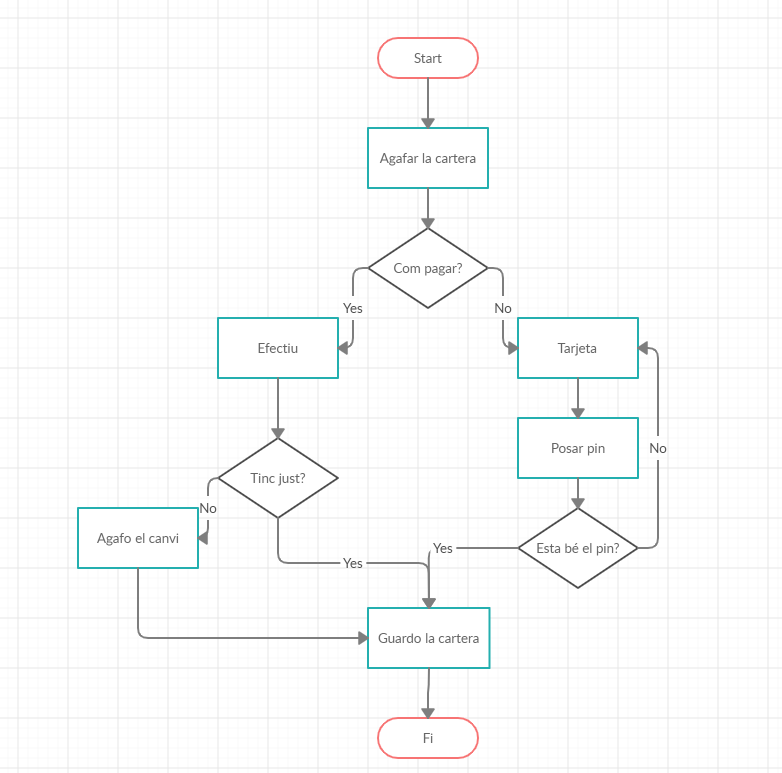 Start
Agafar la cartera
Com pagar?
Yes
No
Efectiu
Tarjeta
Posar pin
No
Tinc just?
No
Agafo el canvi
Yes
Yes
Esta bé el pin?
Guardo la cartera
Fi